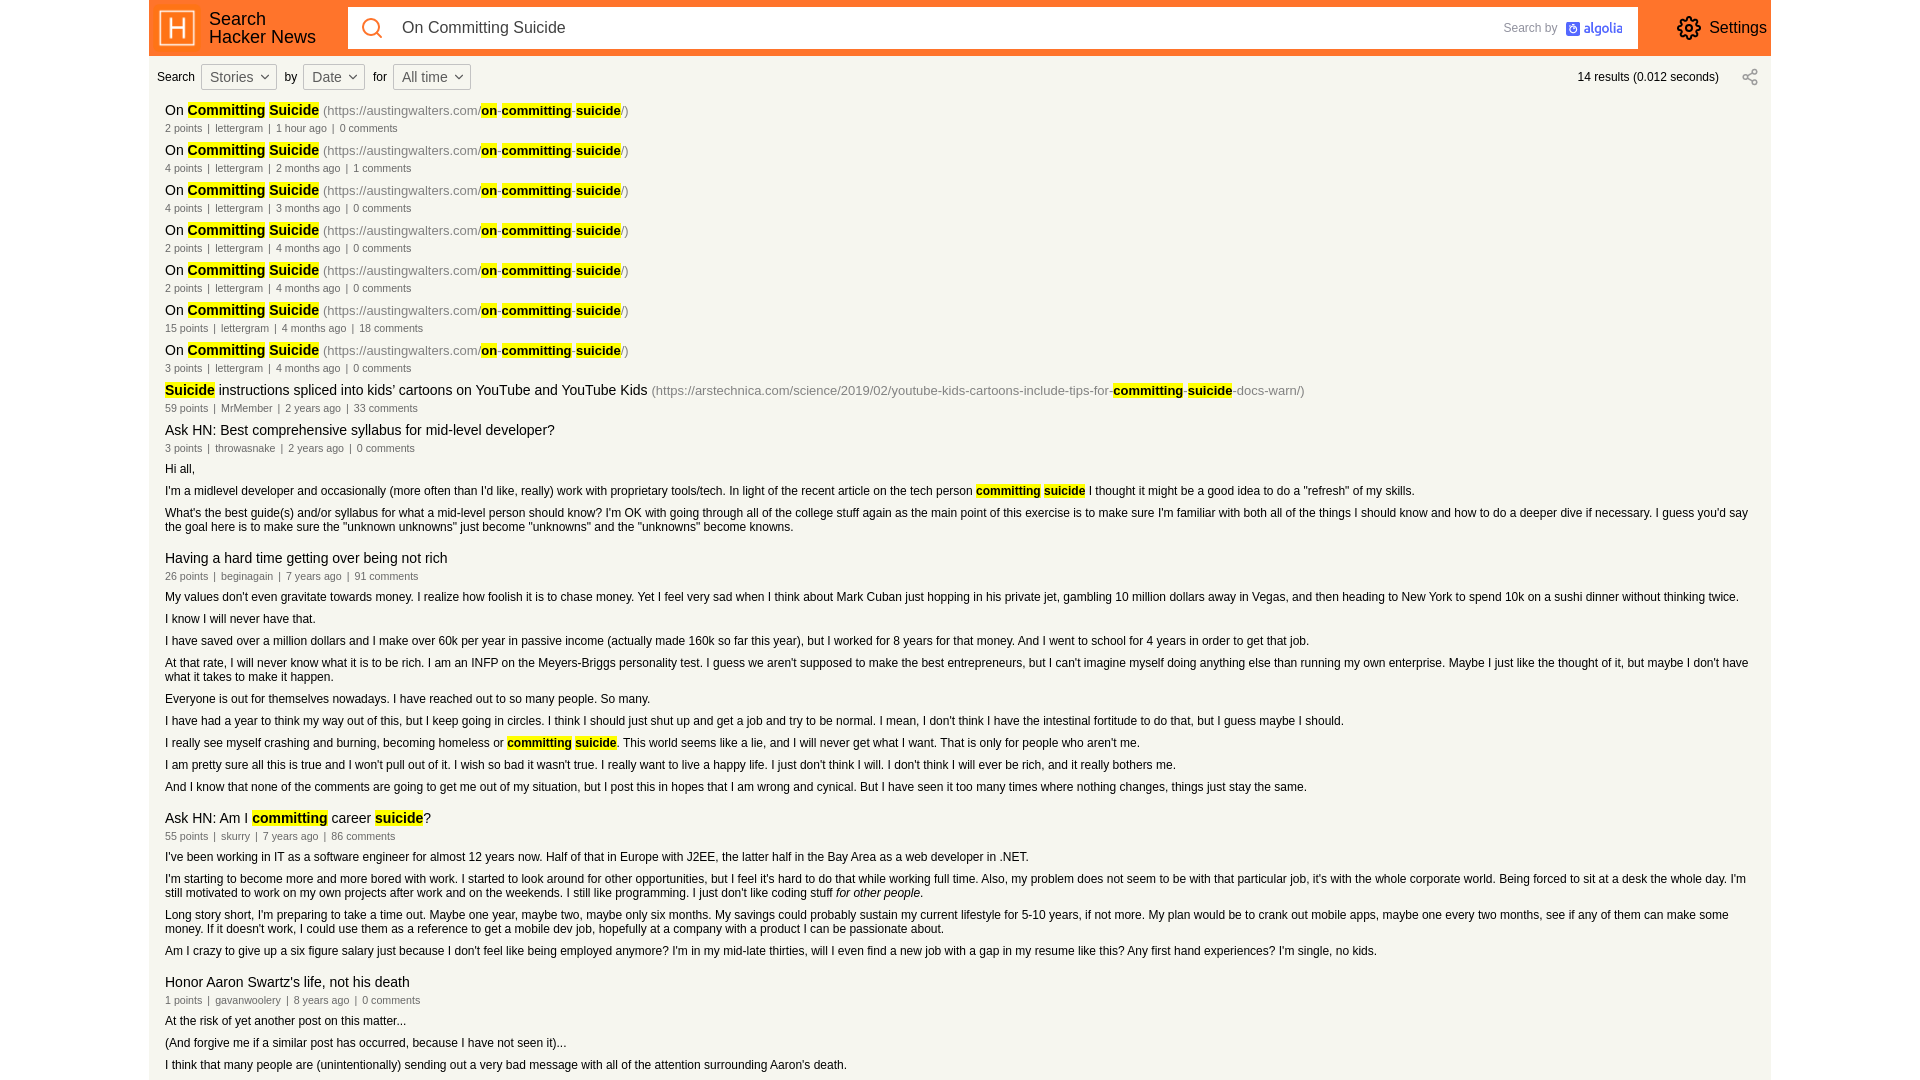 Search
Hacker News
On Committing Suicide
Search by algolia
Settings
Search Stories by Date for All time
14 results (0.012 seconds)
On Committing Suicide (https://austingwalters.com/on-committing-suicide/)
2 points | lettergram | 1 hour ago | 0 comments
On Committing Suicide (https://austingwalters.com/on-committing-suicide/)
4 points | lettergram | 2 months ago | 1 comments
On Committing Suicide (https://austingwalters.com/on-committing-suicide/)
4 points | lettergram | 3 months ago | 0 comments
On Committing Suicide (https://austingwalters.com/on-committing-suicide/)
2 points | lettergram | 4 months ago | 0 comments
On Committing Suicide (https://austingwalters.com/on-committing-suicide/)
2 points | lettergram | 4 months ago | 0 comments
On Committing Suicide (https://austingwalters.com/on-committing-suicide/)
15 points | lettergram | 4 months ago | 18 comments
On Committing Suicide (https://austingwalters.com/on-committing-suicide/)
3 points | lettergram | 4 months ago | 0 comments
Suicide instructions spliced into kids’ cartoons on YouTube and YouTube Kids (https://arstechnica.com/science/2019/02/youtube-kids-cartoons-include-tips-for-committing-suicide-docs-warn/)
59 points | MrMember | 2 years ago | 33 comments
Ask HN: Best comprehensive syllabus for mid-level developer?
3 points | throwasnake | 2 years ago | 0 comments
Hi all,
I'm a midlevel developer and occasionally (more often than I'd like, really) work with proprietary tools/tech. In light of the recent article on the tech person committing suicide I thought it might be a good idea to do a "refresh" of my skills.
What's the best guide(s) and/or syllabus for what a mid-level person should know? I'm OK with going through all of the college stuff again as the main point of this exercise is to make sure I'm familiar with both all of the things I should know and how to do a deeper dive if necessary. I guess you'd say
the goal here is to make sure the "unknown unknowns" just become "unknowns" and the "unknowns" become knowns.
Having a hard time getting over being not rich
26 points | beginagain | 7 years ago | 91 comments
My values don't even gravitate towards money. I realize how foolish it is to chase money. Yet I feel very sad when I think about Mark Cuban just hopping in his private jet, gambling 10 million dollars away in Vegas, and then heading to New York to spend 10k on a sushi dinner without thinking twice.
I know I will never have that.
I have saved over a million dollars and I make over 60k per year in passive income (actually made 160k so far this year), but I worked for 8 years for that money. And I went to school for 4 years in order to get that job.
At that rate, I will never know what it is to be rich. I am an INFP on the Meyers-Briggs personality test. I guess we aren't supposed to make the best entrepreneurs, but I can't imagine myself doing anything else than running my own enterprise. Maybe I just like the thought of it, but maybe I don't have
what it takes to make it happen.
Everyone is out for themselves nowadays. I have reached out to so many people. So many.
I have had a year to think my way out of this, but I keep going in circles. I think I should just shut up and get a job and try to be normal. I mean, I don't think I have the intestinal fortitude to do that, but I guess maybe I should.
I really see myself crashing and burning, becoming homeless or committing suicide. This world seems like a lie, and I will never get what I want. That is only for people who aren't me.
I am pretty sure all this is true and I won't pull out of it. I wish so bad it wasn't true. I really want to live a happy life. I just don't think I will. I don't think I will ever be rich, and it really bothers me.
And I know that none of the comments are going to get me out of my situation, but I post this in hopes that I am wrong and cynical. But I have seen it too many times where nothing changes, things just stay the same.
Ask HN: Am I committing career suicide?
55 points | skurry | 7 years ago | 86 comments
I've been working in IT as a software engineer for almost 12 years now. Half of that in Europe with J2EE, the latter half in the Bay Area as a web developer in .NET.
I'm starting to become more and more bored with work. I started to look around for other opportunities, but I feel it's hard to do that while working full time. Also, my problem does not seem to be with that particular job, it's with the whole corporate world. Being forced to sit at a desk the whole day. I'm
still motivated to work on my own projects after work and on the weekends. I still like programming. I just don't like coding stuff for other people.
Long story short, I'm preparing to take a time out. Maybe one year, maybe two, maybe only six months. My savings could probably sustain my current lifestyle for 5-10 years, if not more. My plan would be to crank out mobile apps, maybe one every two months, see if any of them can make some
money. If it doesn't work, I could use them as a reference to get a mobile dev job, hopefully at a company with a product I can be passionate about.
Am I crazy to give up a six figure salary just because I don't feel like being employed anymore? I'm in my mid-late thirties, will I even find a new job with a gap in my resume like this? Any first hand experiences? I'm single, no kids.
Honor Aaron Swartz's life, not his death
1 points | gavanwoolery | 8 years ago | 0 comments
At the risk of yet another post on this matter...
(And forgive me if a similar post has occurred, because I have not seen it)...
I think that many people are (unintentionally) sending out a very bad message with all of the attention surrounding Aaron's death.